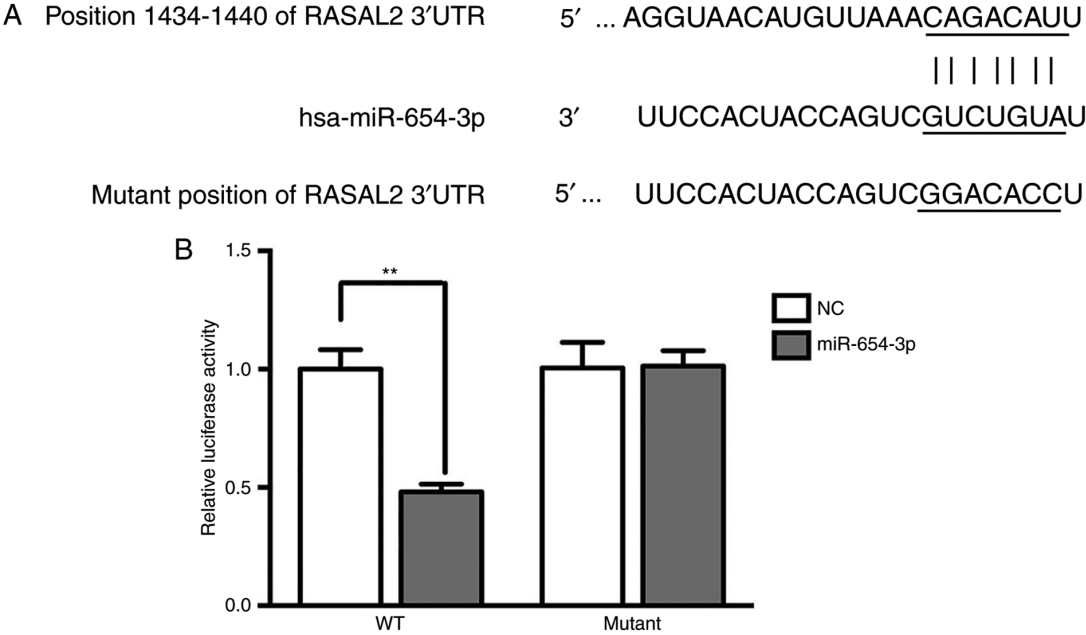 A Position 1434-1440 of RASAL2 3′UTR 5′ ... AGGUAACAUGUUAAACAGACAUU
hsa-miR-654-3p 3′ UUCCACUACCAGUCGUCUGUAU
Mutant position of RASAL2 3′UTR 5′ ... UUCCACUACCAGUCGGACACCU
B
1.5
**
NC
miR-654-3p
1.0
Relative luciferase activity
0.5
0.0
WT Mutant